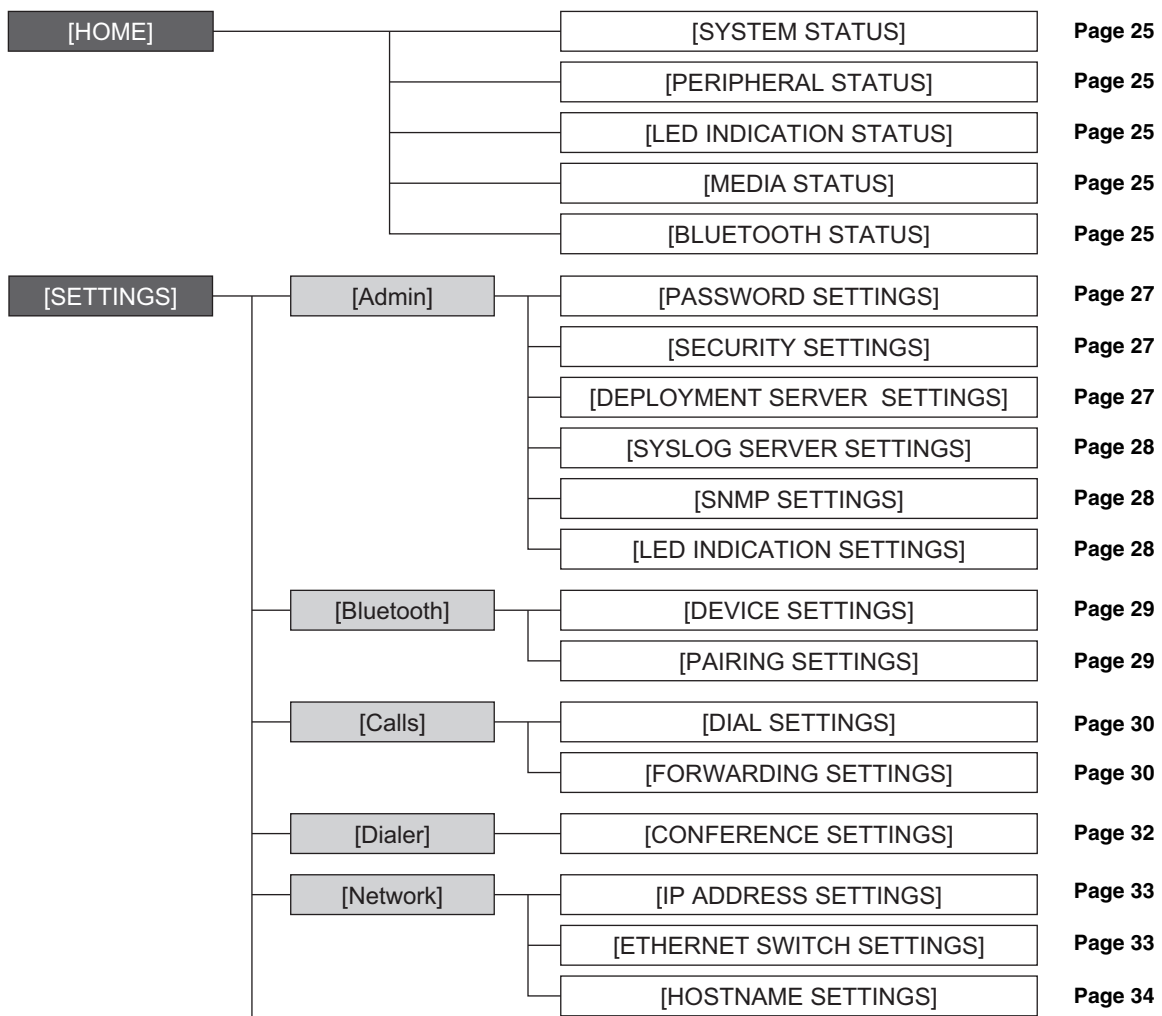 [HOME] [SYSTEM STATUS] Page 25
[PERIPHERAL STATUS] Page 25
[LED INDICATION STATUS] Page 25
[MEDIA STATUS] Page 25
[BLUETOOTH STATUS] Page 25
[SETTINGS] [Admin] [PASSWORD SETTINGS] Page 27
[SECURITY SETTINGS] Page 27
[DEPLOYMENT SERVER  SETTINGS] Page 27
[SYSLOG SERVER SETTINGS] Page 28
[SNMP SETTINGS] Page 28
[LED INDICATION SETTINGS] Page 28
[Bluetooth] [DEVICE SETTINGS] Page 29
[PAIRING SETTINGS] Page 29
[Calls] [DIAL SETTINGS] Page 30
[FORWARDING SETTINGS] Page 30
[Dialer] [CONFERENCE SETTINGS] Page 32
[Network] [IP ADDRESS SETTINGS] Page 33
[ETHERNET SWITCH SETTINGS] Page 33
[HOSTNAME SETTINGS] Page 34